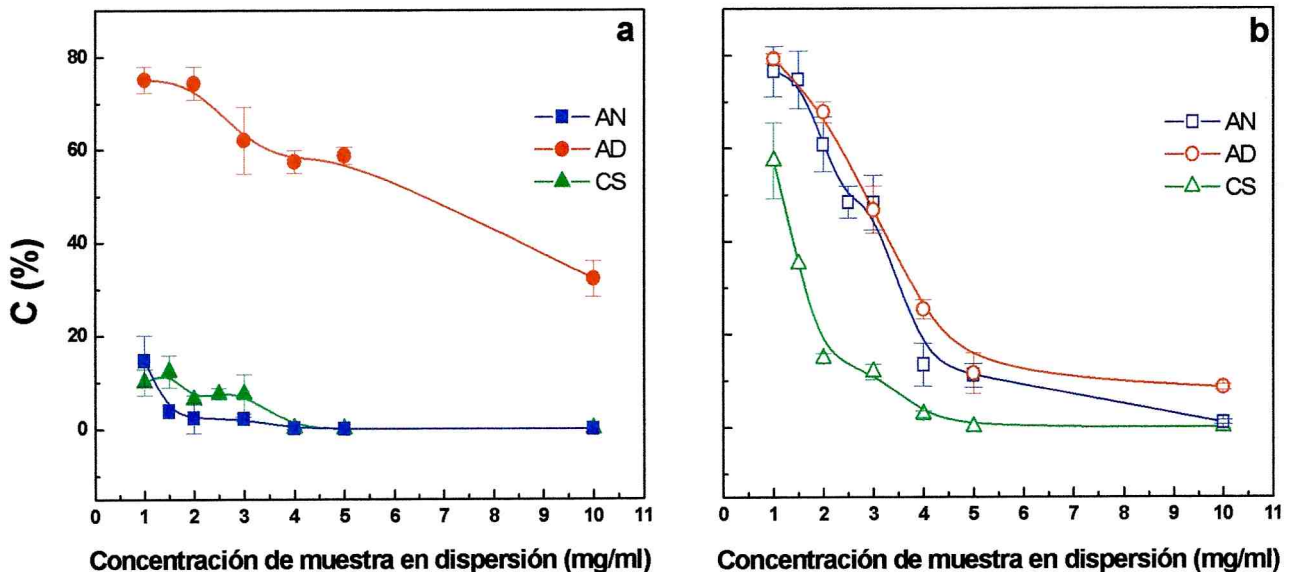 a
b
AN
AD
CS
AN
AD
CS
C (%)
80
60
40
20
0
0 1 2 3 4 5 6 7 8 9 10 11
0 1 2 3 4 5 6 7 8 9 10 11
Concentración de muestra en dispersión (mg/ml)
Concentración de muestra en dispersión (mg/ml)